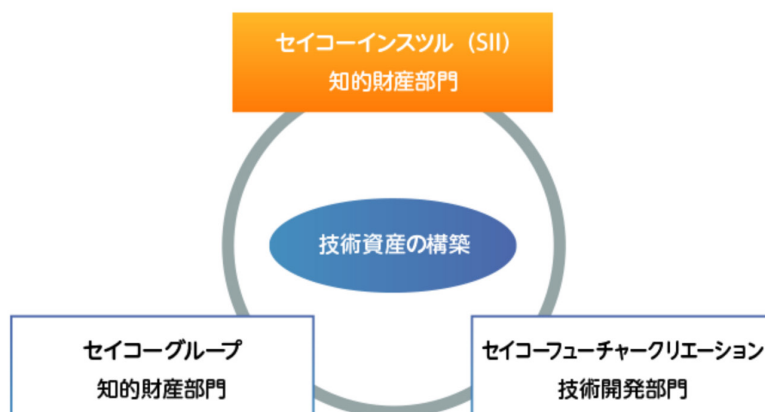 セイコーインスツル（SII）
知的財産部門
技術資産の構築
セイコーグループ
知的財産部門
セイコーフューチャークリエーション
技術開発部門